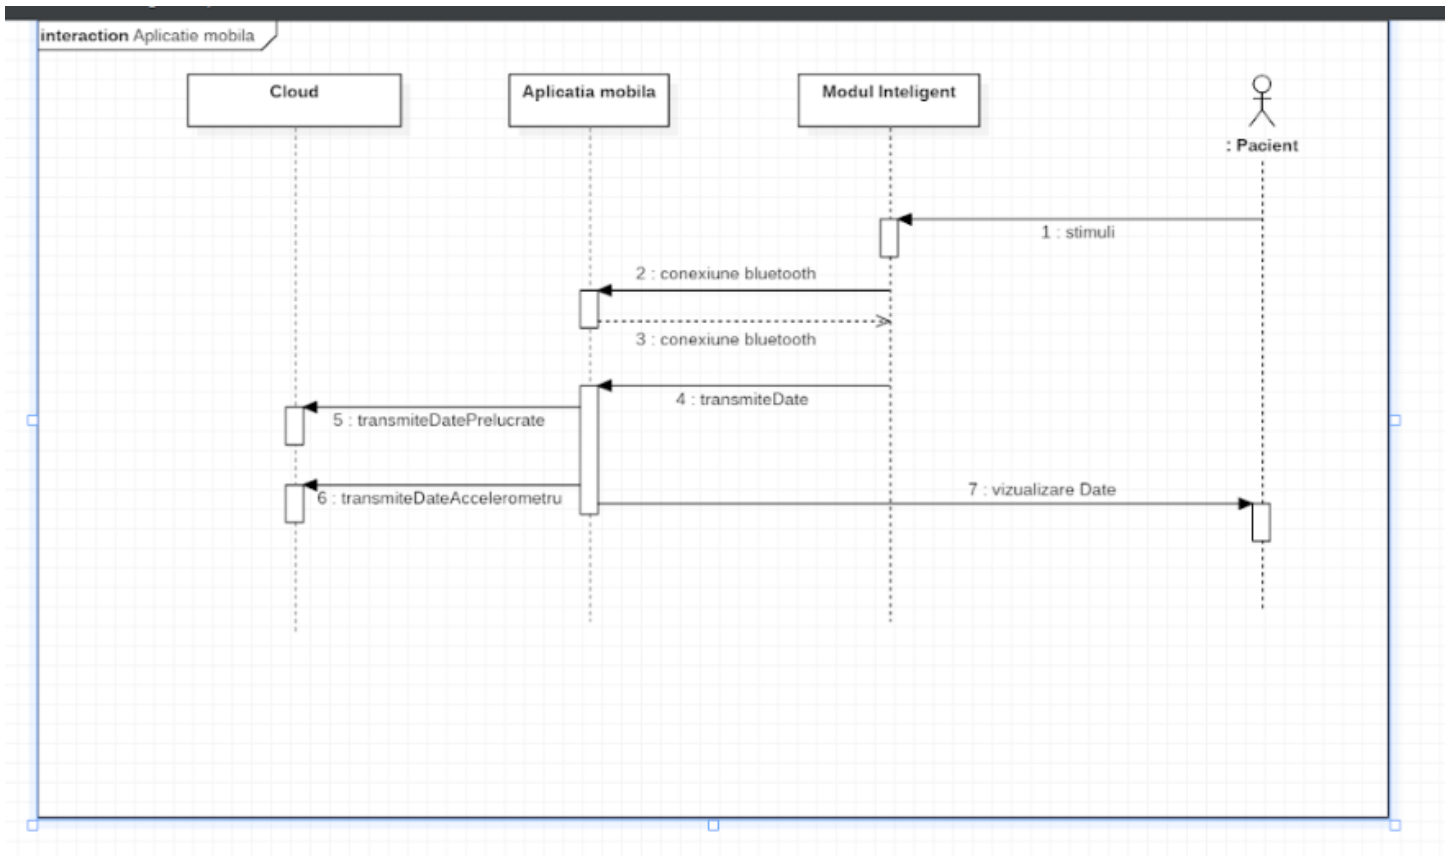 interaction Aplicatie mobila
Cloud
Aplicatia mobila
Modul Inteligent
: Pacient
1 : stimuli
2 : conexiune bluetooth
3 : conexiune bluetooth
4 : transmiteDate
5 : transmiteDatePrelucrate
6 : transmiteDateAccelerometru
7 : vizualizare Date